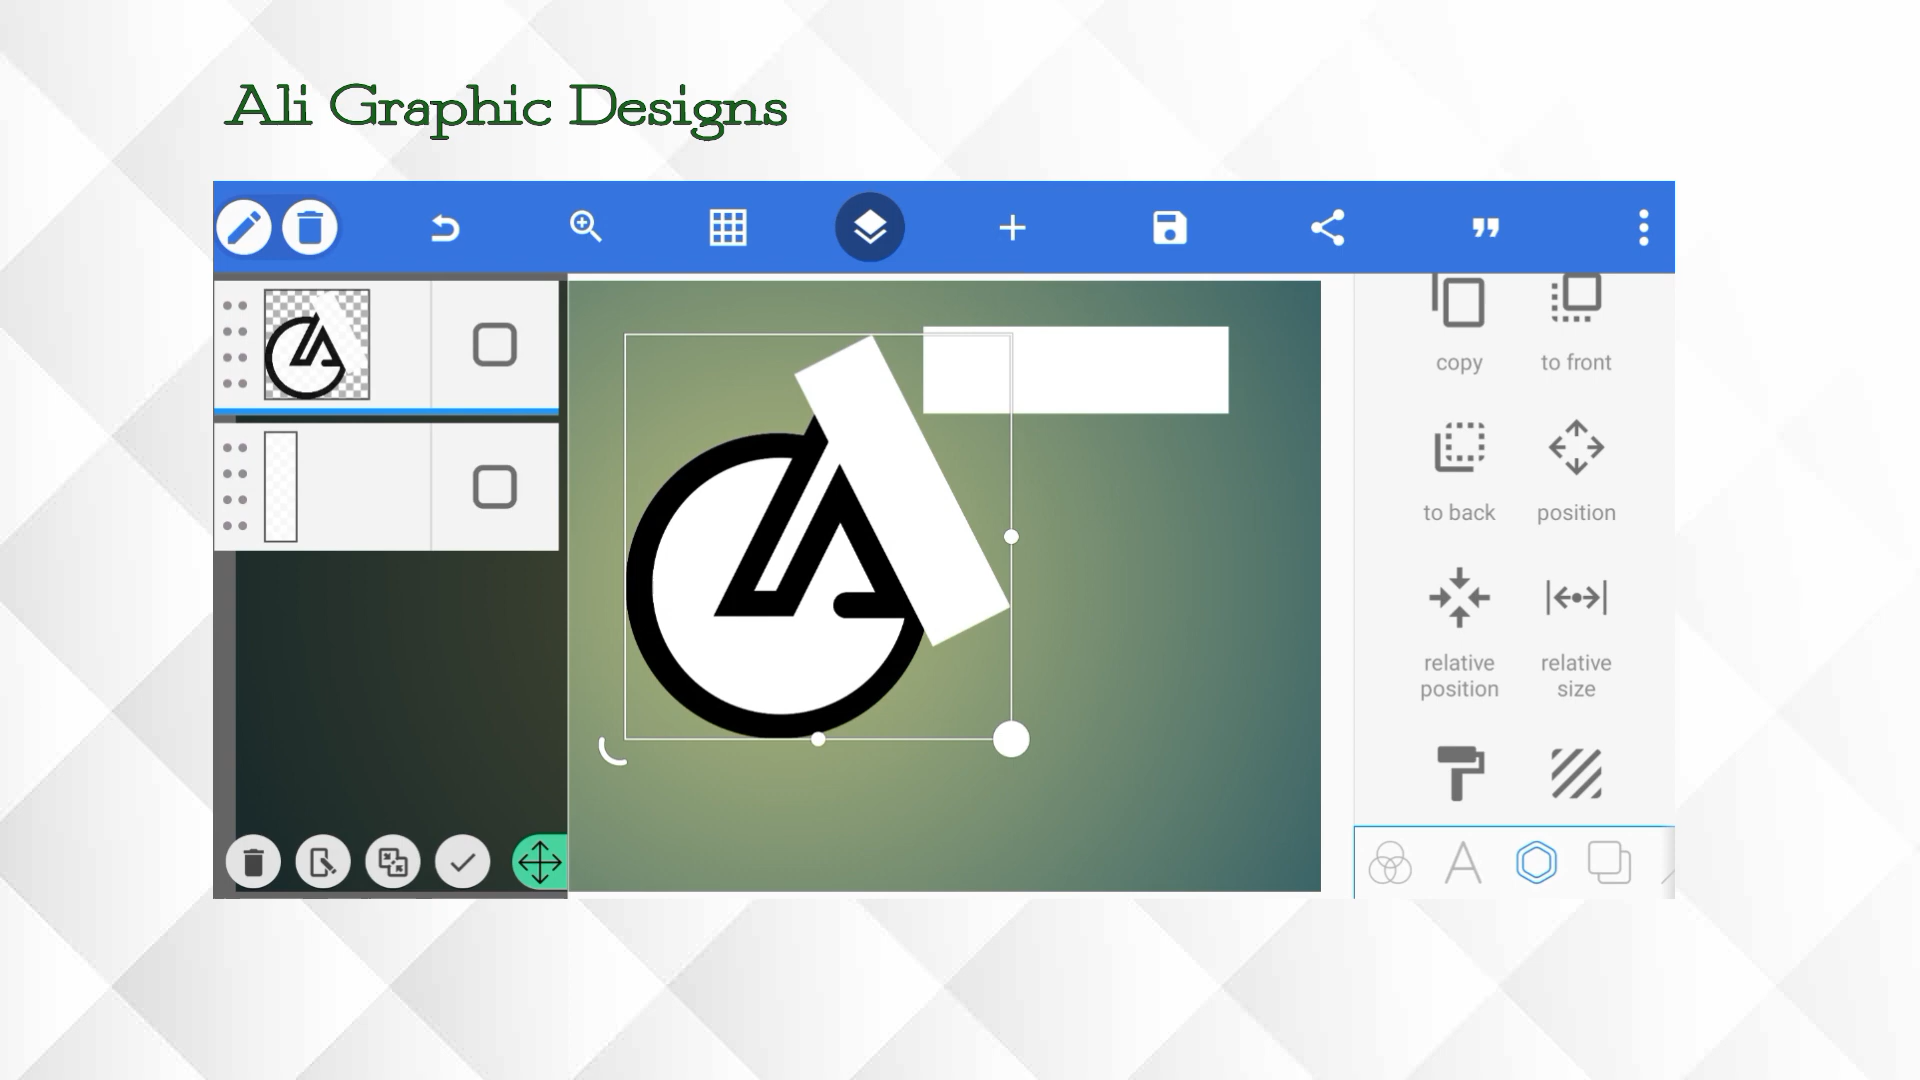 Ali Graphic Designs
copy
to front
to back
position
relative
position
relative
size